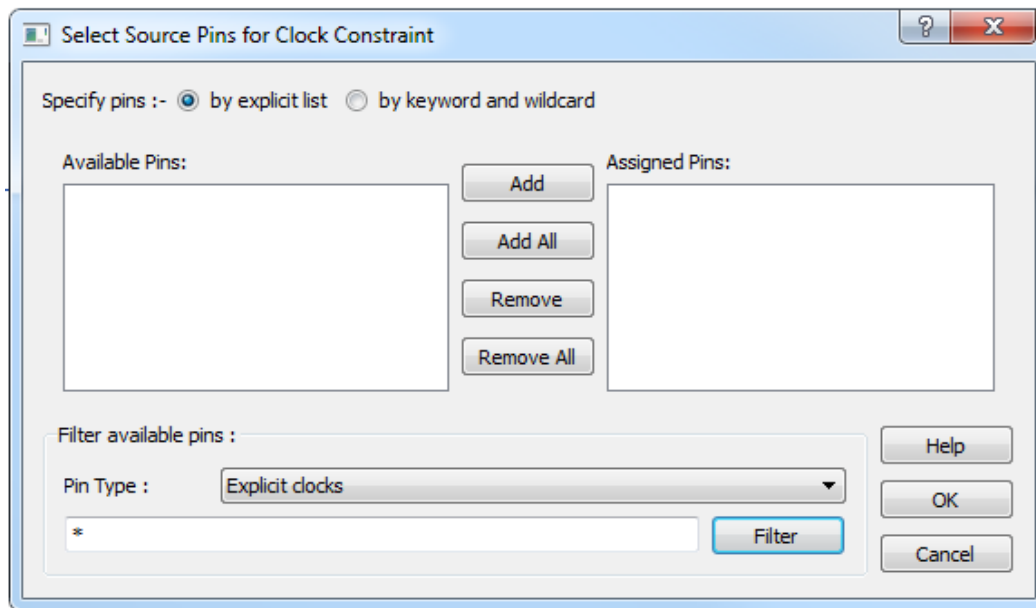 Select Source Pins for Clock Constraint
Specify pins :- by explicit list by keyword and wildcard
Available Pins:
Assigned Pins:
Add
Add All
Remove
Remove All
Filter available pins :
Pin Type : Explicit clocks
*
Filter
Help
OK
Cancel